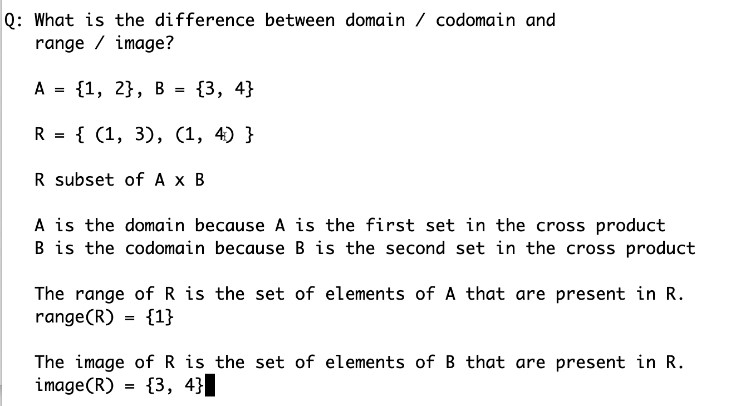 Q: What is the difference between domain / codomain and
range / image?
A = {1, 2}, B = {3, 4}
R = { (1, 3), (1, 4) }
R subset of A x B
A is the domain because A is the first set in the cross product
B is the codomain because B is the second set in the cross product
The range of R is the set of elements of A that are present in R.
range(R) = {1}
The image of R is the set of elements of B that are present in R.
image(R) = {3, 4}